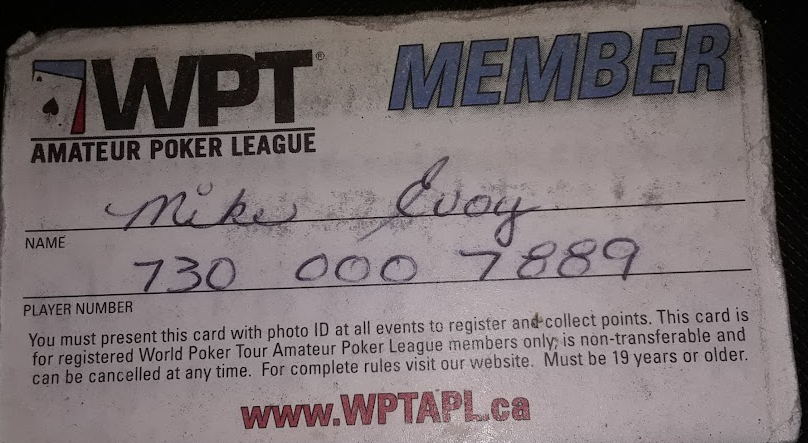 WPT® MEMBER
AMATEUR POKER LEAGUE
Mike Evoy
NAME
730 000 7889
PLAYER NUMBER
You must present this card with photo ID at all events to register and collect points. This card is
for registered World Poker Tour Amateur Poker League members only; is non-transferable and
can be cancelled at any time. For complete rules visit our website. Must be 19 years or older.
www.WPTAPL.ca